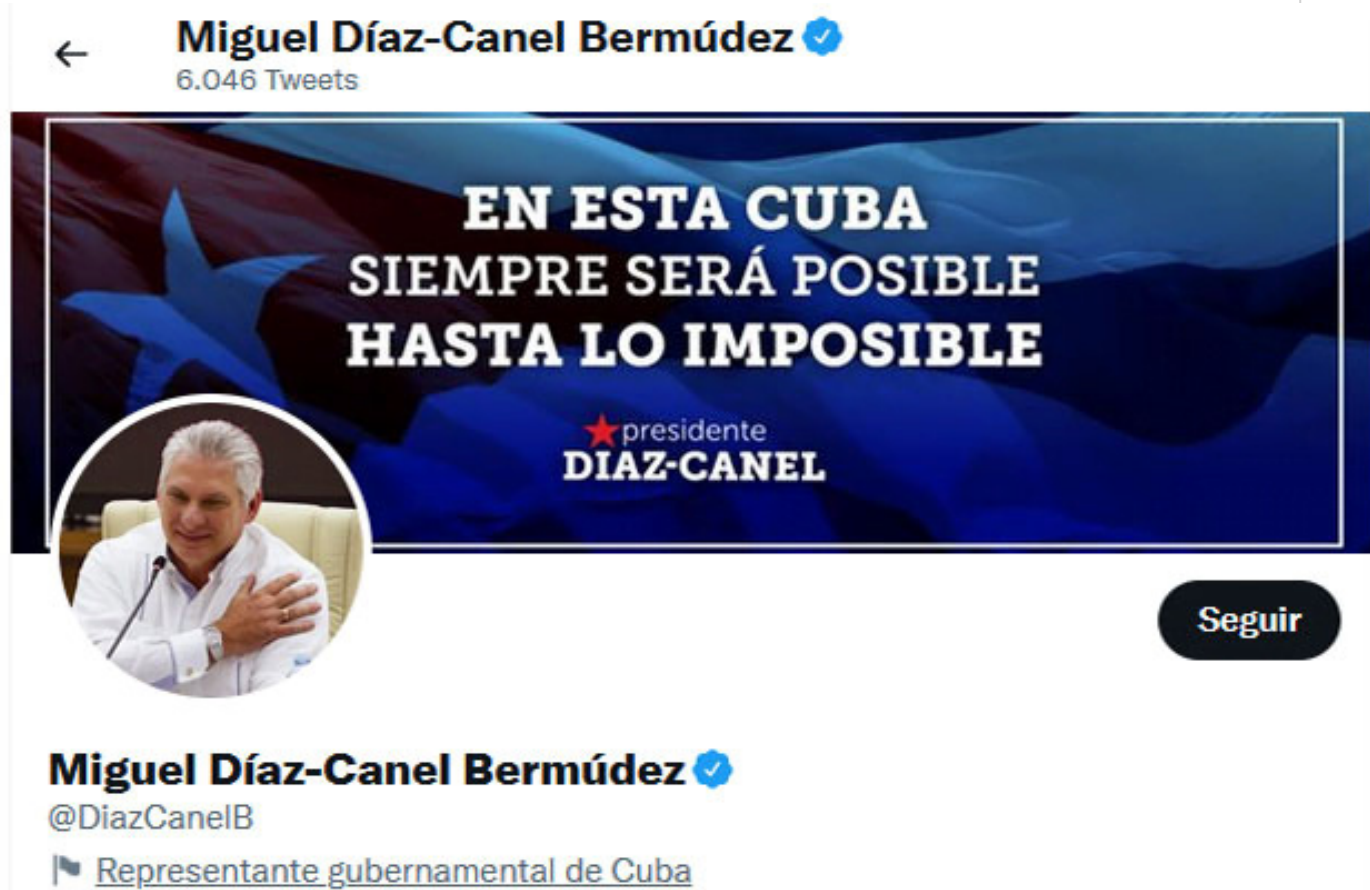 Miguel Díaz-Canel Bermúdez
6.046 Tweets
EN ESTA CUBA
SIEMPRE SERÁ POSIBLE
HASTA LO IMPOSIBLE
presidente
DIAZ-CANEL
Seguir
Miguel Díaz-Canel Bermúdez
@DiazCanelB
Representante gubernamental de Cuba